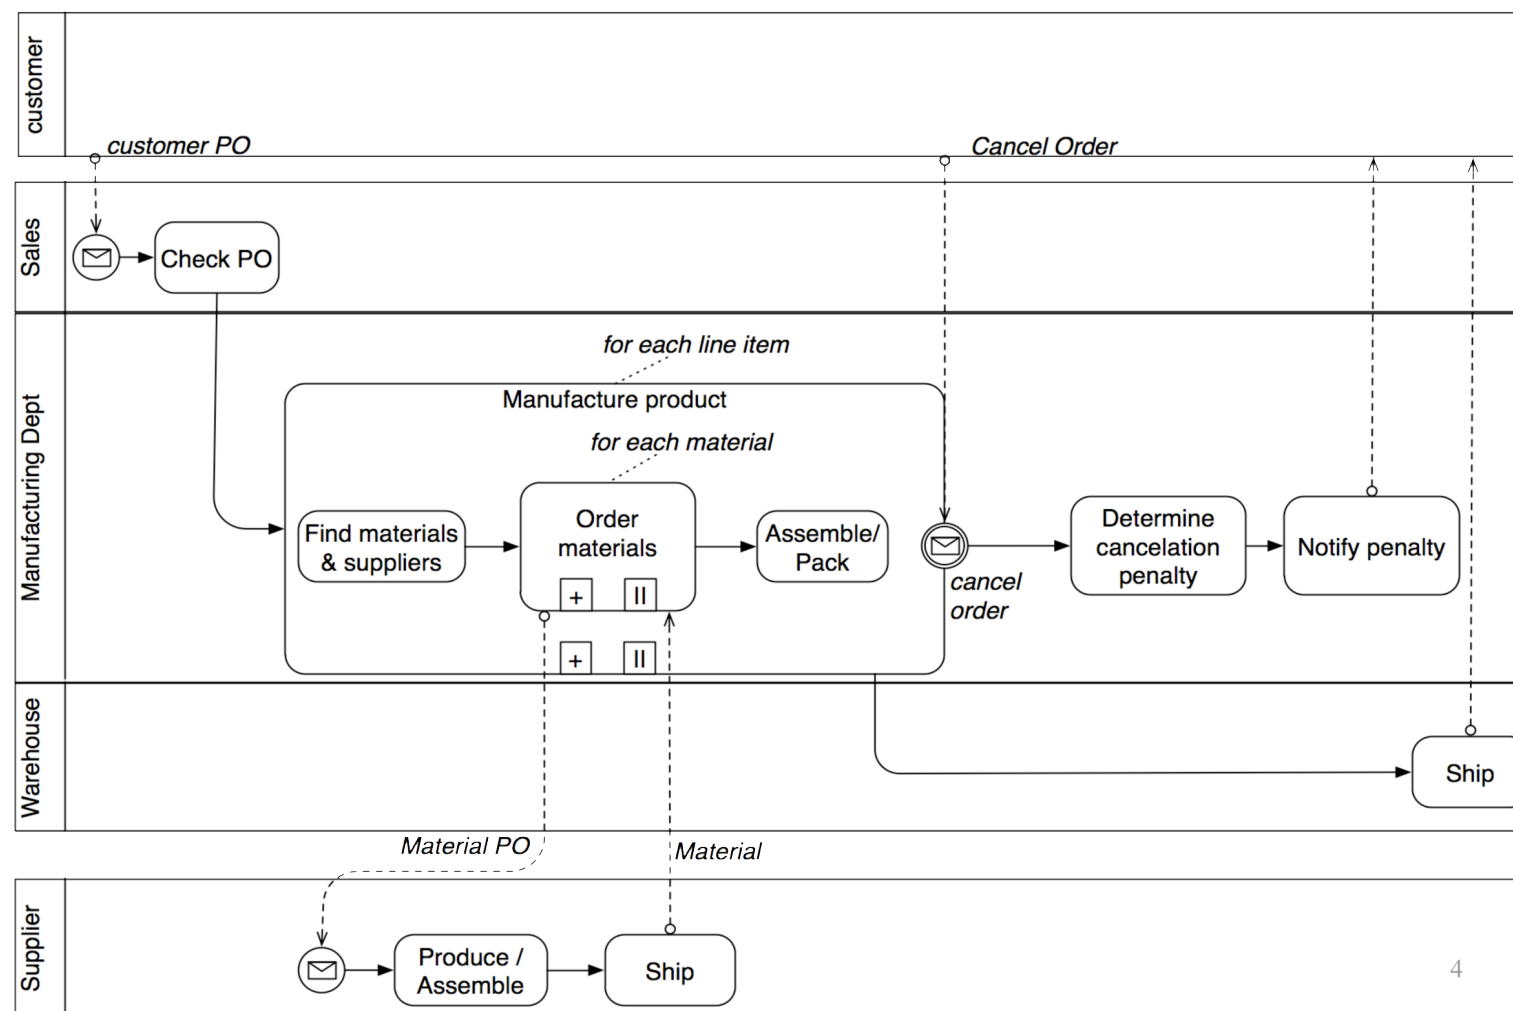 customer
customer PO
Cancel Order
Sales
Check PO
Manufacturing Dept
for each line item
Manufacture product
for each material
Find materials
& suppliers
Order
materials
+
II
Assemble/
Pack
+
II
cancel
order
Determine
cancelation
penalty
Notify penalty
Warehouse
Ship
Material PO
Material
Supplier
Produce /
Assemble
Ship
4